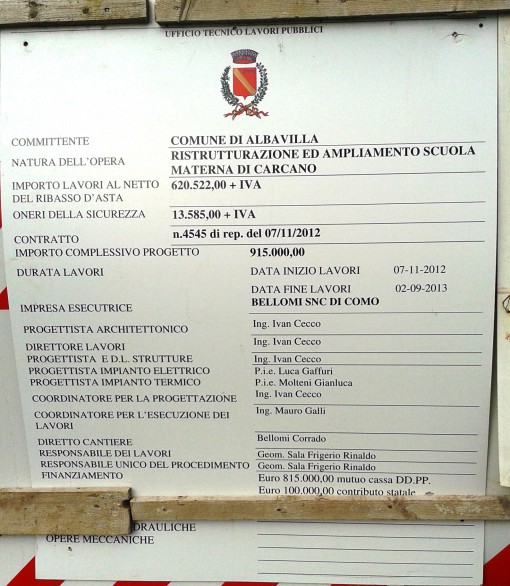 UFFICIO TECNICO LAVORI PUBBLICI
COMMITTENTE COMUNE DI ALBAVILLA
NATURA DELL'OPERA RISTRUTTURAZIONE ED AMPLIAMENTO SCUOLA
MATERNA DI CARCANO
IMPORTO LAVORI AL NETTO 620.522,00 + IVA
DEL RIBASSO D'ASTA
ONERI DELLA SICUREZZA 13.585,00 + IVA
CONTRATTO n.4545 di rep. del 07/11/2012
IMPORTO COMPLESSIVO PROGETTO 915.000,00
DURATA LAVORI DATA INIZIO LAVORI 07-11-2012
DATA FINE LAVORI 02-09-2013
IMPRESA ESECUTRICE BELLOMI SNC DI COMO
PROGETTISTA ARCHITETTONICO Ing. Ivan Cecco
DIRETTORE LAVORI Ing. Ivan Cecco
PROGETTISTA E D.L. STRUTTURE Ing. Ivan Cecco
PROGETTISTA IMPIANTO ELETTRICO P.i.e. Luca Gaffuri
PROGETTISTA IMPIANTO TERMICO P.i.e. Molteni Gianluca
COORDINATORE PER LA PROGETTAZIONE Ing. Ivan Cecco
COORDINATORE PER L'ESECUZIONE DEI Ing. Mauro Galli
LAVORI
DIRETTO CANTIERE Bellomi Corrado
RESPONSABILE DEI LAVORI Geom. Sala Frigerio Rinaldo
RESPONSABILE UNICO DEL PROCEDIMENTO Geom. Sala Frigerio Rinaldo
FINANZIAMENTO Euro 815.000,00 mutuo cassa DD.PP.
Euro 100.000,00 contributo statale
DRAULICHE
OPERE MECCANICHE